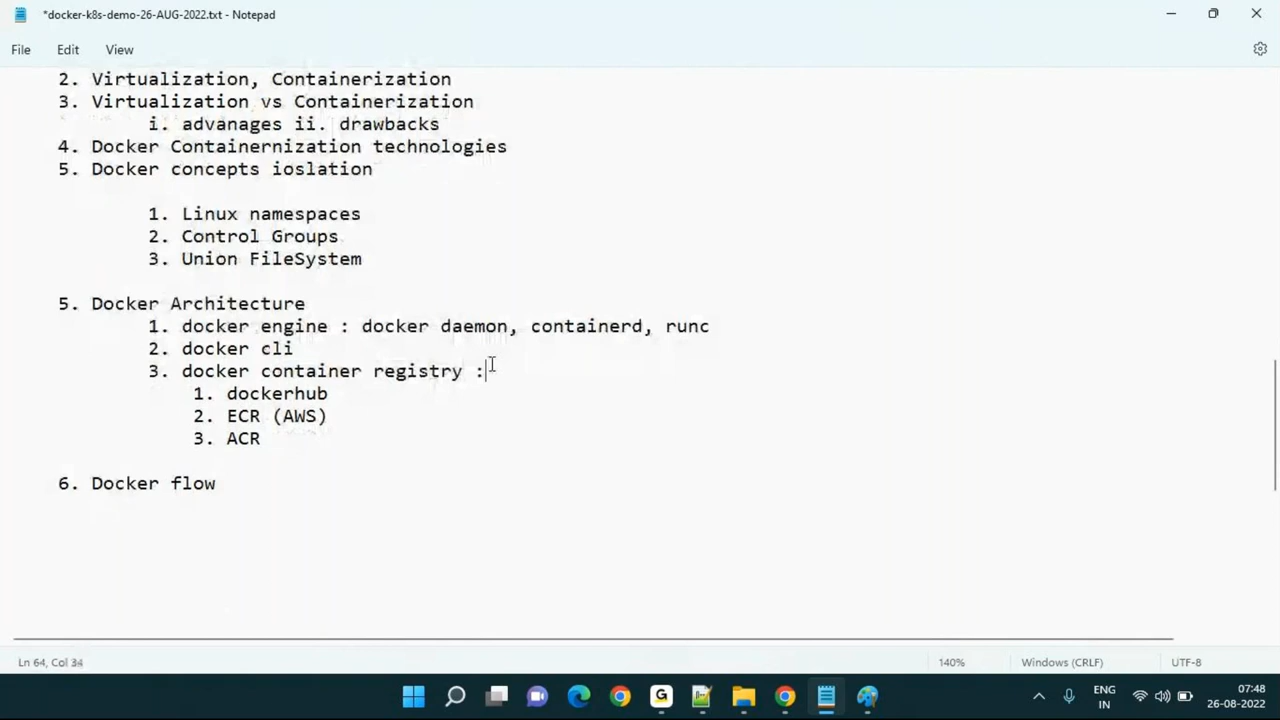 *docker-k8s-demo-26-AUG-2022.txt - Notepad
File Edit View
2. Virtualization, Containerization
3. Virtualization vs Containerization
i. advanages ii. drawbacks
4. Docker Containernization technologies
5. Docker concepts ioslation
1. Linux namespaces
2. Control Groups
3. Union FileSystem
5. Docker Architecture
1. docker engine : docker daemon, containerd, runc
2. docker cli
3. docker container registry :
1. dockerhub
2. ECR (AWS)
3. ACR
6. Docker flow
Ln 64, Col 34 140% Windows (CRLF) UTF-8
ENG 07:48
IN 26-08-2022